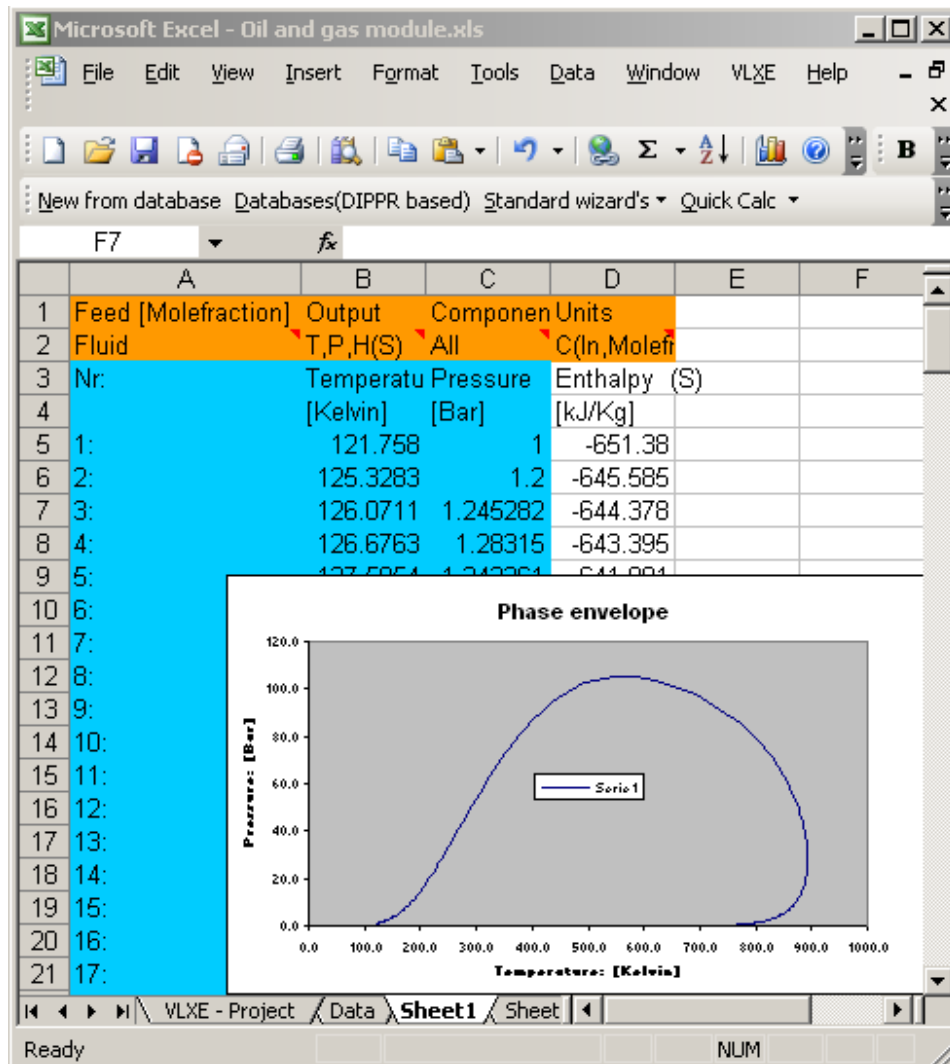 Microsoft Excel - Oil and gas module.xls
File Edit View Insert Format Tools Data Window VLXE Help
B
New from database Databases(DIPPR based) Standard wizard's Quick Calc
F7 fx
A B C D E F
1 Feed [Molefraction] Output Componen Units
2 Fluid T,P,H(S) All C(In,Molefr
3 Nr: Temperatu Pressure Enthalpy (S)
4 [Kelvin] [Bar] [kJ/Kg]
5 1: 121.758 1 -651.38
6 2: 125.3283 1.2 -645.585
7 3: 126.0711 1.245282 -644.378
8 4: 126.6763 1.28315 -643.395
9 5:
10 6:
11 7:
12 8:
13 9:
14 10:
15 11:
16 12:
17 13:
18 14:
19 15:
20 16:
21 17:
Phase envelope
120.0
100.0
80.0
60.0
40.0
20.0
0.0
Pressure: [Bar]
Serie1
0.0 100.0 200.0 300.0 400.0 500.0 600.0 700.0 800.0 900.0 1000.0
Temperature: [Kelvin]
VLXE - Project Data Sheet1 Sheet
Ready NUM